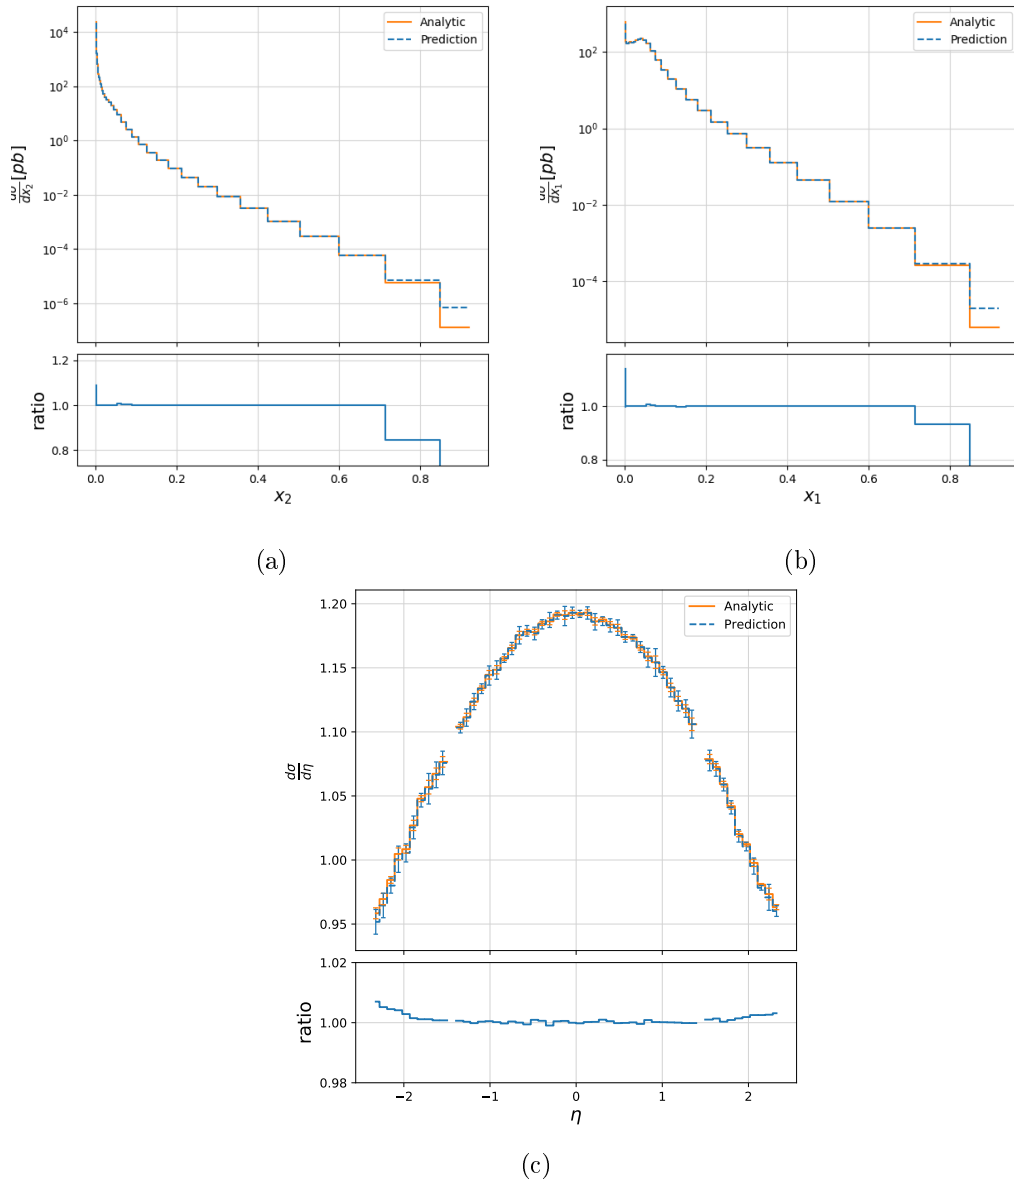 Analytic
Prediction
10^4
10^2
10^0
10^−2
10^−4
10^−6
dσ/dx_2 [pb]
1.2
1.0
0.8
ratio
0.0 0.2 0.4 0.6 0.8
x_2
(a)
Analytic
Prediction
10^2
10^0
10^−2
10^−4
dσ/dx_1 [pb]
1.0
0.8
ratio
0.0 0.2 0.4 0.6 0.8
x_1
(b)
Analytic
Prediction
1.20
1.15
1.10
1.05
1.00
0.95
dσ/dη
1.02
1.00
0.98
ratio
−2 −1 0 1 2
η
(c)